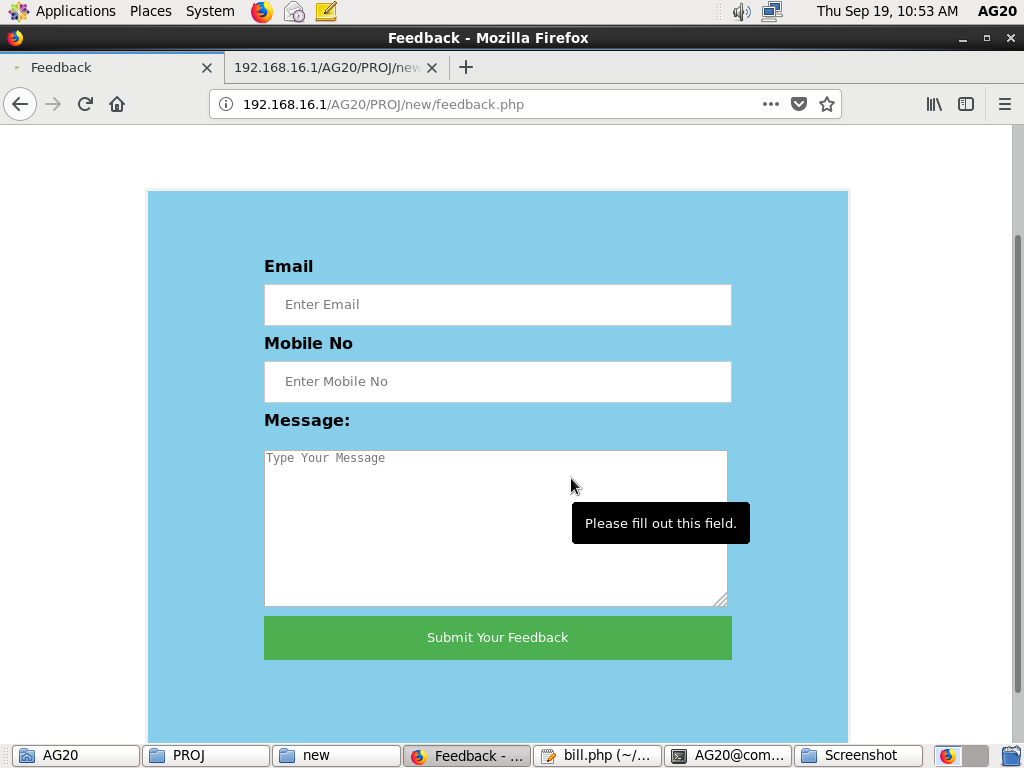 Applications Places System Thu Sep 19, 10:53 AM AG20
Feedback - Mozilla Firefox
Feedback 192.168.16.1/AG20/PROJ/new
192.168.16.1/AG20/PROJ/new/feedback.php
Email
Enter Email
Mobile No
Enter Mobile No
Message:
Type Your Message
Please fill out this field.
Submit Your Feedback
AG20 PROJ new Feedback - ... bill.php (~/... AG20@com... Screenshot